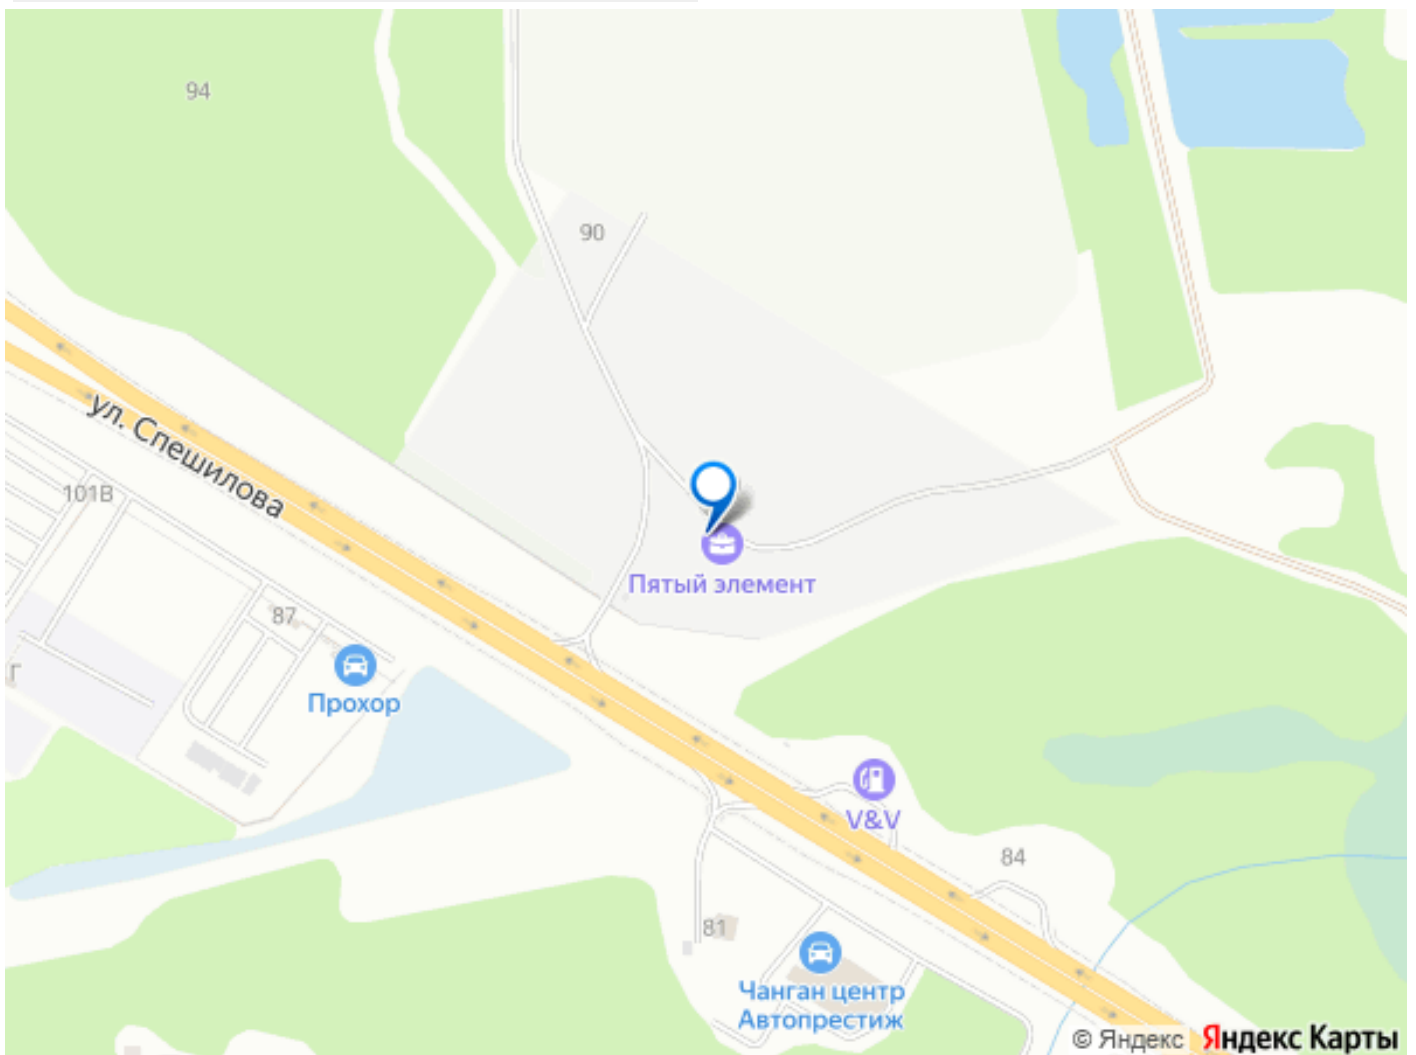 94
90
ул. Спешилова
101В
Пятый элемент
87
Г
Прохор
V&V
84
81
Чанган центр
Автопрестиж
© Яндекс Яндекс Карты